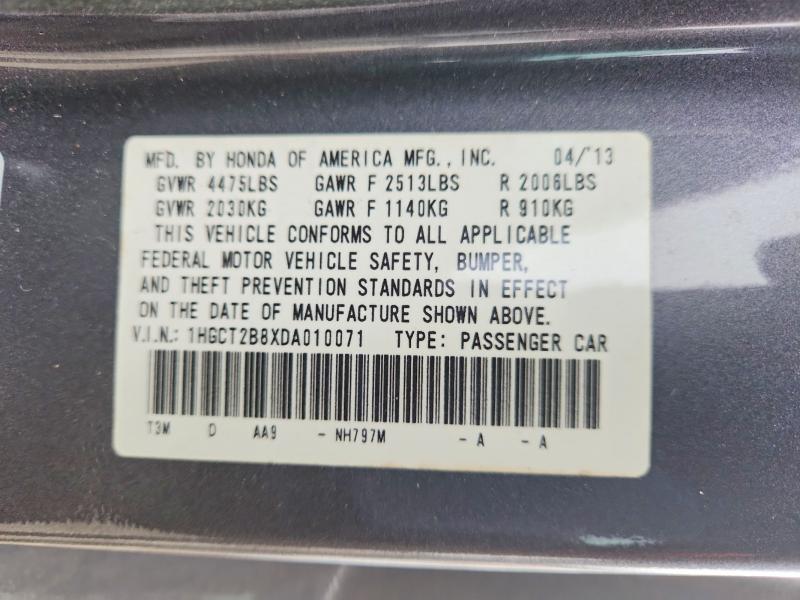 MFD. BY HONDA OF AMERICA MFG., INC. 04/'13
GVWR 4475LBS GAWR F 2513LBS R 2006LBS
GVWR 2030KG GAWR F 1140KG R 910KG
THIS VEHICLE CONFORMS TO ALL APPLICABLE
FEDERAL MOTOR VEHICLE SAFETY, BUMPER,
AND THEFT PREVENTION STANDARDS IN EFFECT
ON THE DATE OF MANUFACTURE SHOWN ABOVE.
V.I.N.: 1HGCT2B8XDA010071 TYPE: PASSENGER CAR
T3M D AA9 - NH797M - A - A